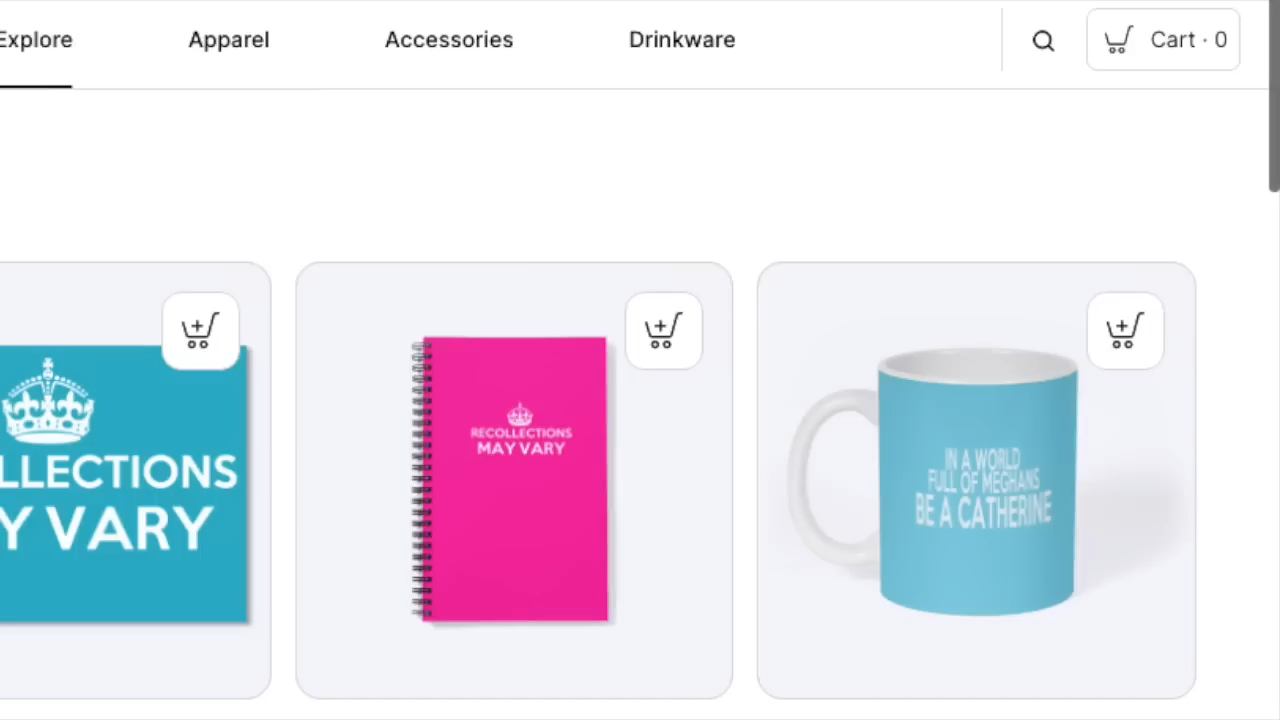 Explore
Apparel
Accessories
Drinkware
Cart · 0
LLECTIONS
Y VARY
RECOLLECTIONS
MAY VARY
IN A WORLD
FULL OF MEGHANS
BE A CATHERINE